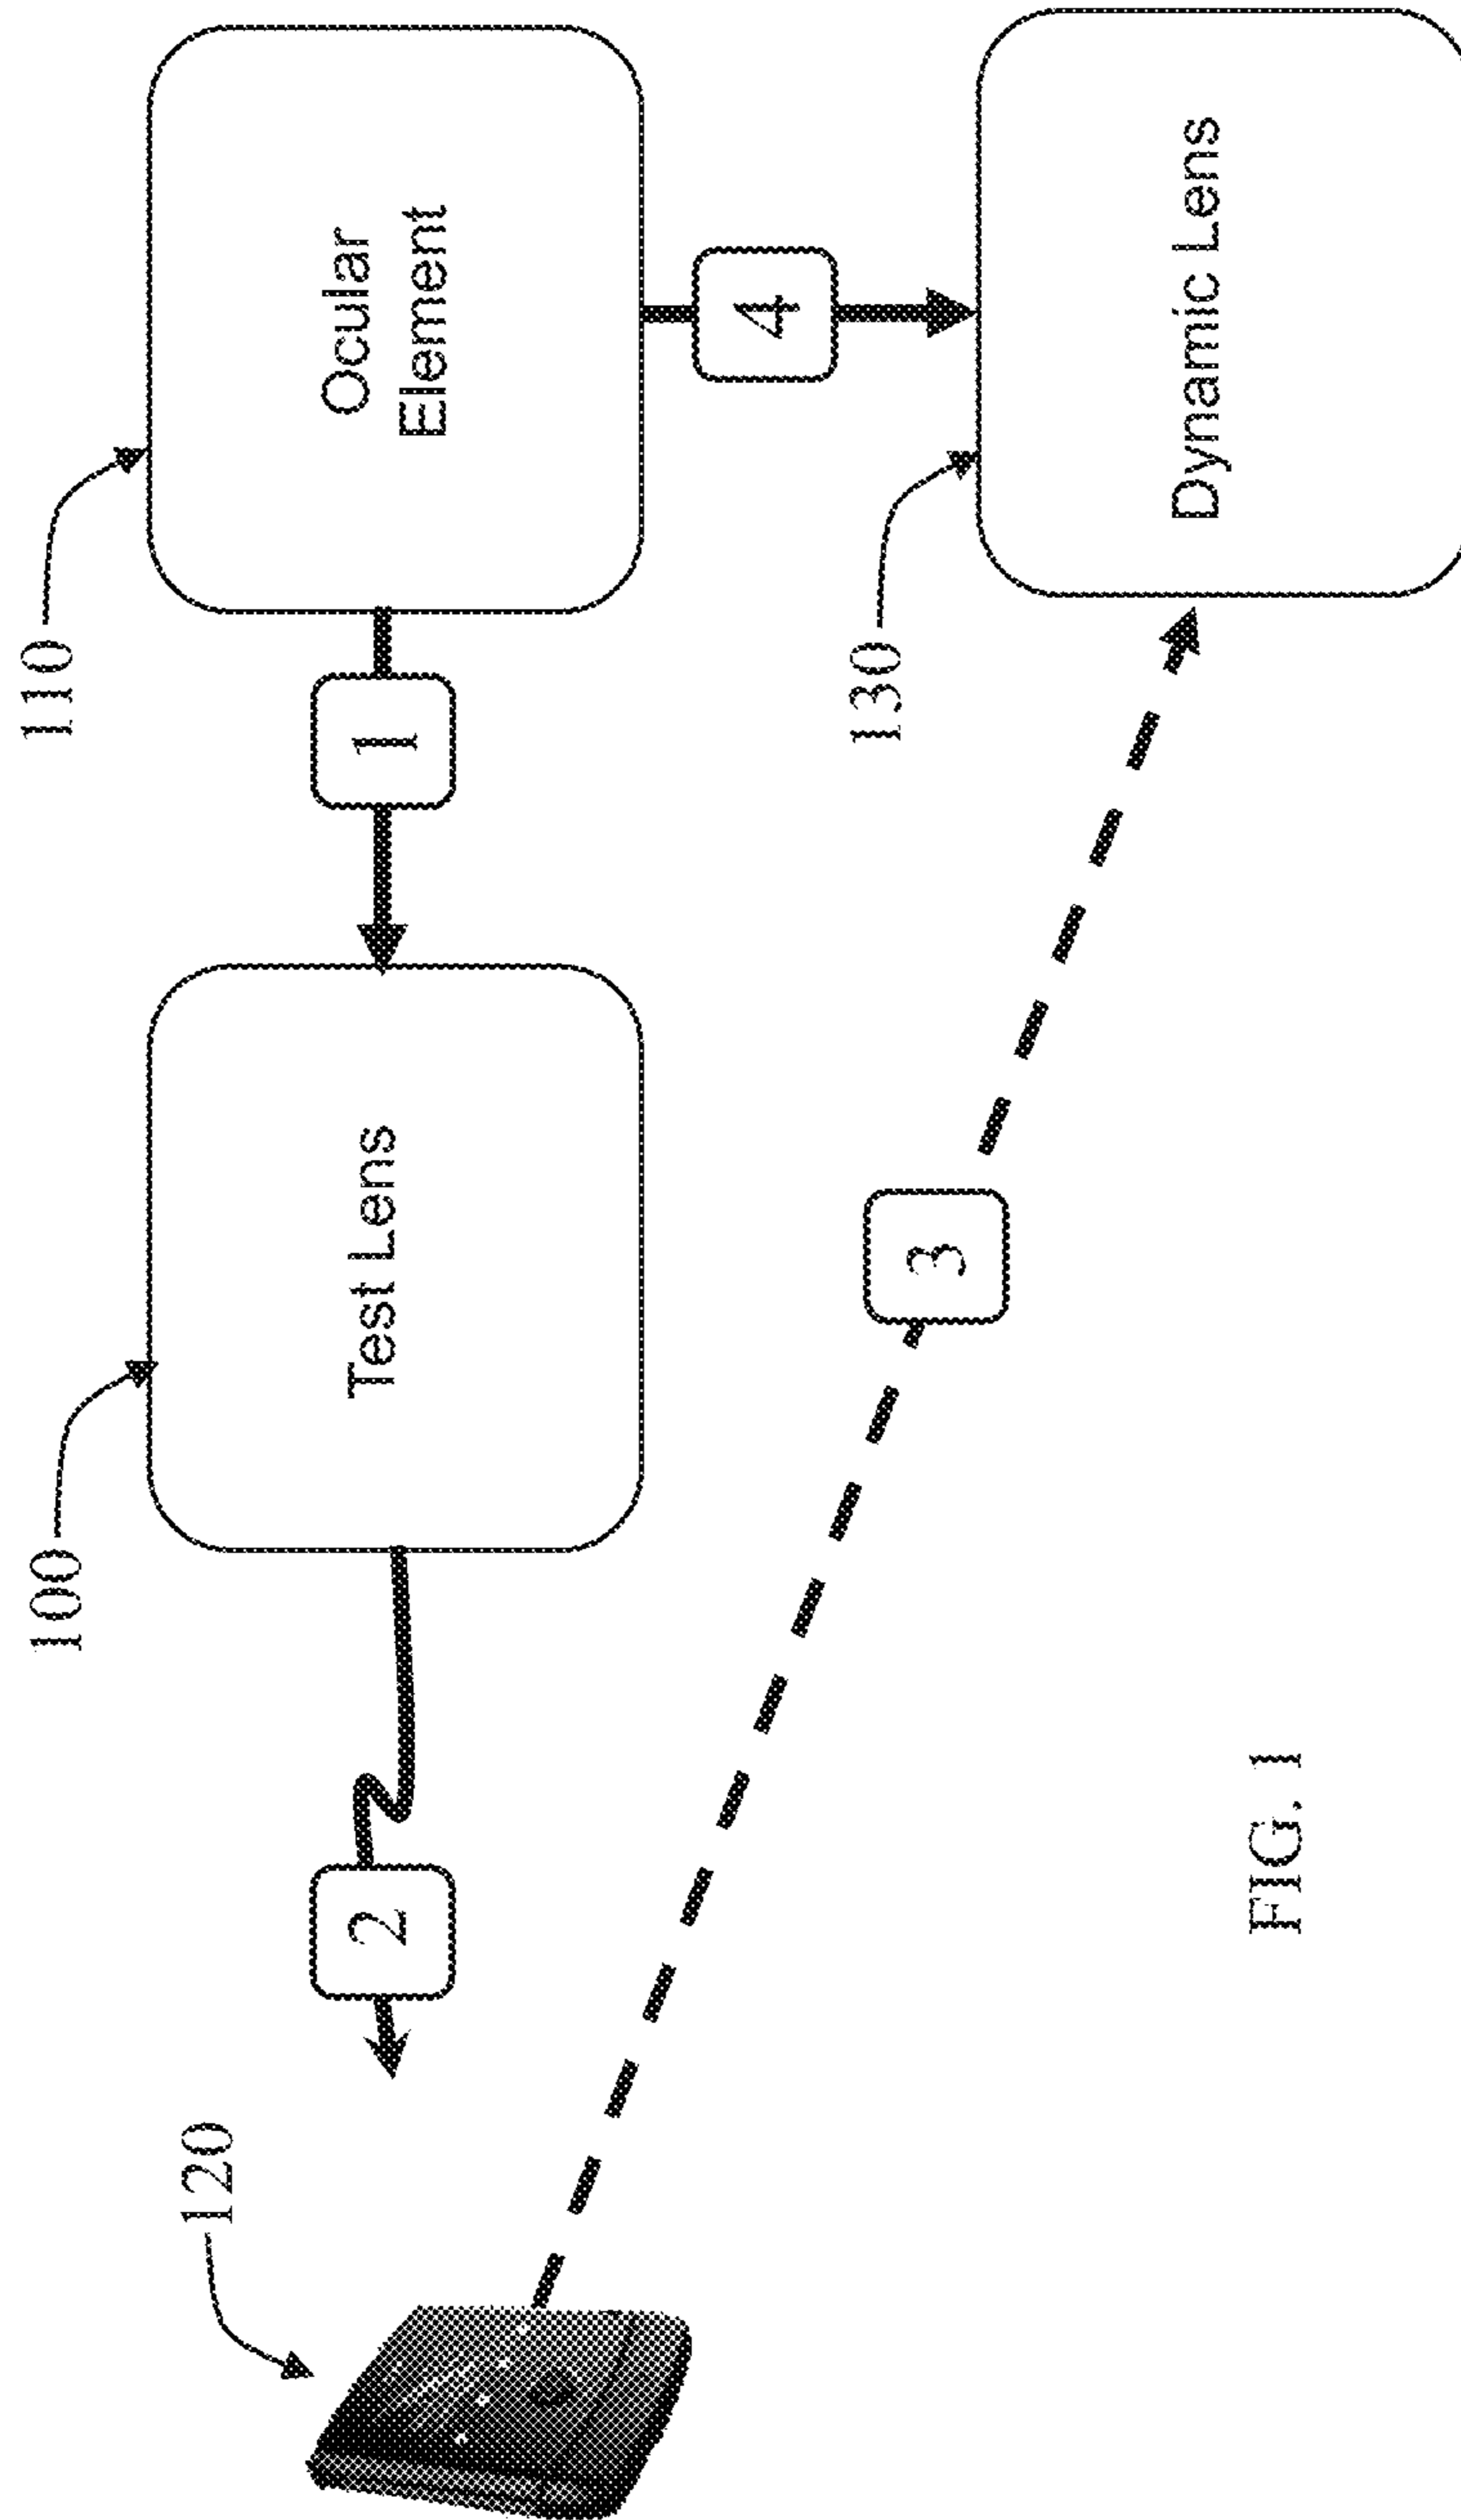 120
2
100
Test Lens
1
110
Ocular
Element
4
3
130
Dynamic Lens
FIG. 1